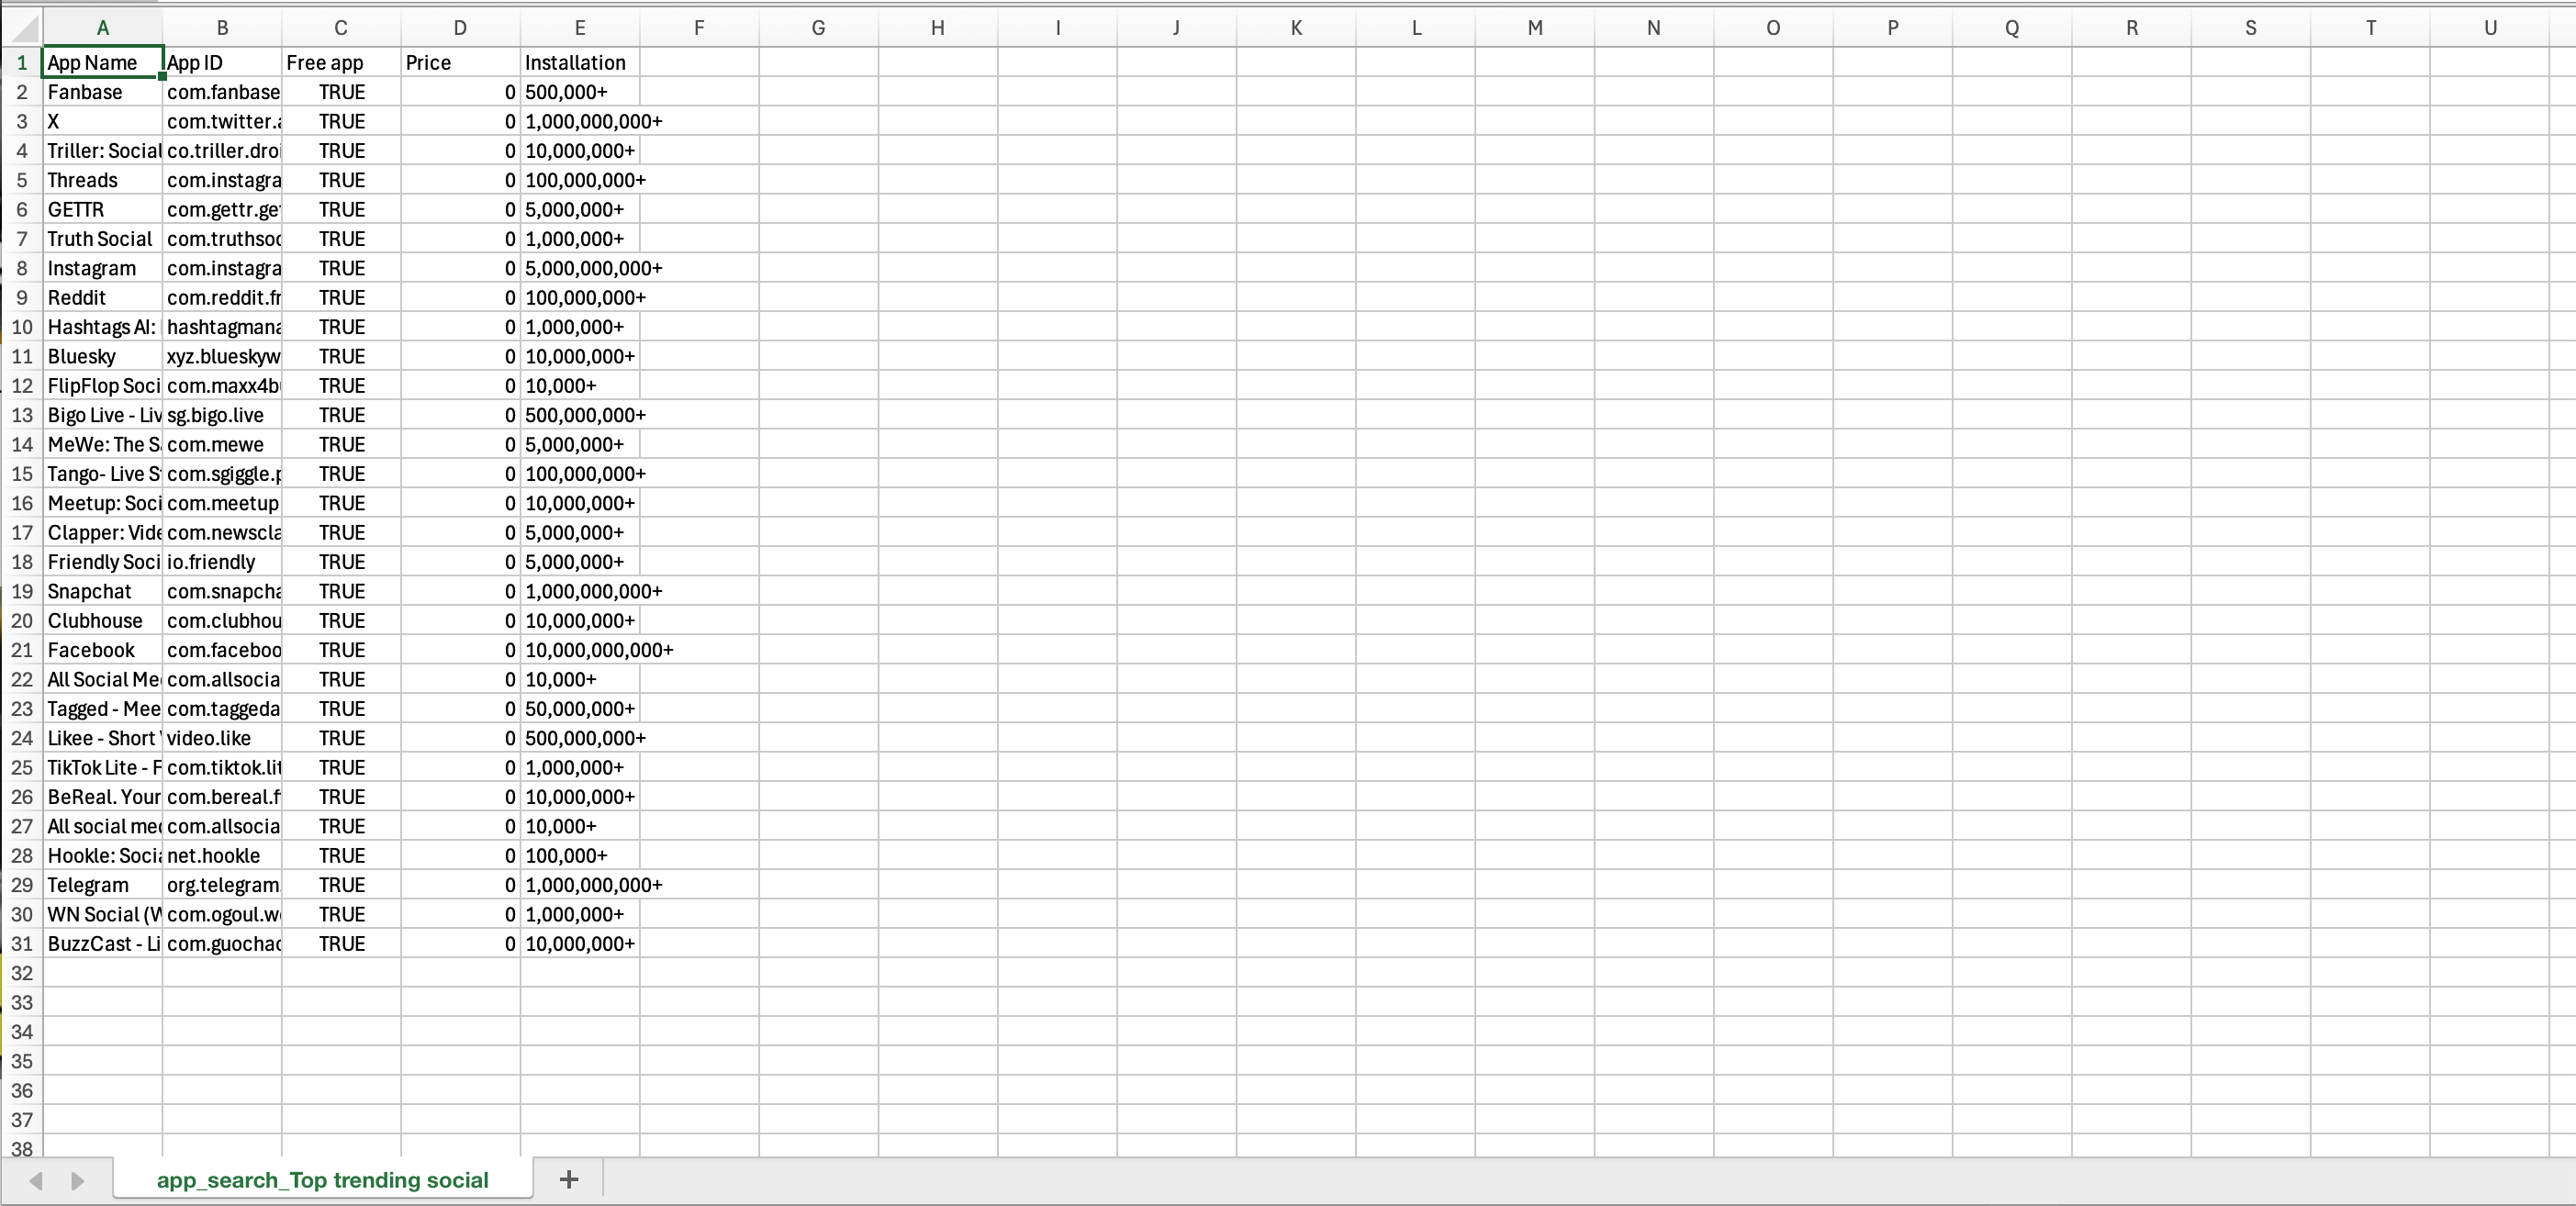 A B C D E F G H I J K L M N O P Q R S T U
1 App Name App ID Free app Price Installation
2 Fanbase com.fanbase TRUE 0 500,000+
3 X com.twitter. TRUE 0 1,000,000,000+
4 Triller: Social co.triller.droi TRUE 0 10,000,000+
5 Threads com.instagra TRUE 0 100,000,000+
6 GETTR com.gettr.get TRUE 0 5,000,000+
7 Truth Social com.truthsoc TRUE 0 1,000,000+
8 Instagram com.instagra TRUE 0 5,000,000,000+
9 Reddit com.reddit.fr TRUE 0 100,000,000+
10 Hashtags AI: hashtagmana TRUE 0 1,000,000+
11 Bluesky xyz.blueskyw TRUE 0 10,000,000+
12 FlipFlop Soci com.maxx4b TRUE 0 10,000+
13 Bigo Live - Liv sg.bigo.live TRUE 0 500,000,000+
14 MeWe: The S com.mewe TRUE 0 5,000,000+
15 Tango- Live S com.sgiggle.p TRUE 0 100,000,000+
16 Meetup: Soci com.meetup TRUE 0 10,000,000+
17 Clapper: Vide com.newscla TRUE 0 5,000,000+
18 Friendly Soci io.friendly TRUE 0 5,000,000+
19 Snapchat com.snapcha TRUE 0 1,000,000,000+
20 Clubhouse com.clubhou TRUE 0 10,000,000+
21 Facebook com.faceboo TRUE 0 10,000,000,000+
22 All Social Me com.allsocia TRUE 0 10,000+
23 Tagged - Mee com.taggeda TRUE 0 50,000,000+
24 Likee - Short video.like TRUE 0 500,000,000+
25 TikTok Lite - F com.tiktok.lit TRUE 0 1,000,000+
26 BeReal. Your com.bereal.f TRUE 0 10,000,000+
27 All social me com.allsocia TRUE 0 10,000+
28 Hookle: Socia net.hookle TRUE 0 100,000+
29 Telegram org.telegram. TRUE 0 1,000,000,000+
30 WN Social (W com.ogoul.w TRUE 0 1,000,000+
31 BuzzCast - Li com.guochao TRUE 0 10,000,000+
32
33
34
35
36
37
38
app_search_Top trending social +